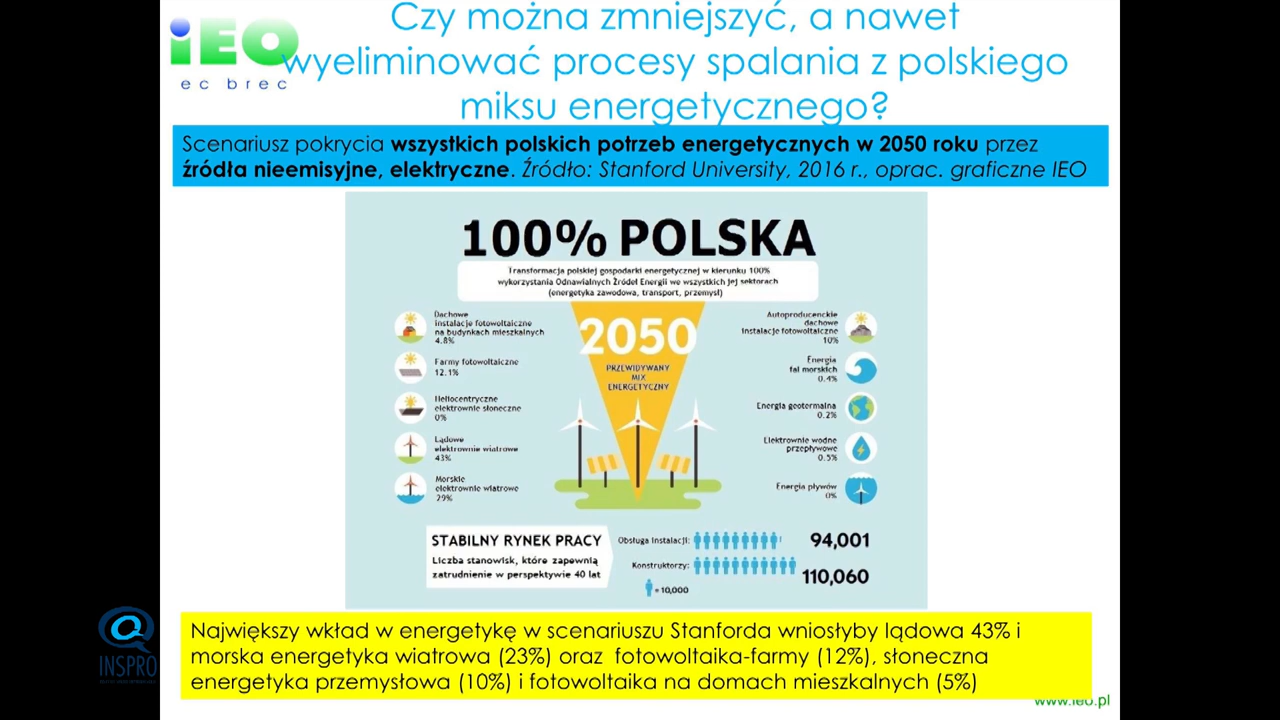 iEO
ec brec
Czy można zmniejszyć, a nawet
wyeliminować procesy spalania z polskiego
miksu energetycznego?
Scenariusz pokrycia wszystkich polskich potrzeb energetycznych w 2050 roku przez
źródła nieemisyjne, elektryczne. Źródło: Stanford University, 2016 r., oprac. graficzne IEO
100% POLSKA
Transformacja polskiej gospodarki energetycznej w kierunku 100%
wykorzystania Odnawialnych Źródeł Energii we wszystkich jej sektorach
(energetyka zawodowa, transport, przemysł)
2050
PRZEWIDYWANY
MIX
ENERGETYCZNY
Dachowe
instalacje fotowoltaiczne
na budynkach mieszkalnych
4.8%
Farmy fotowoltaiczne
12.1%
Heliocentryczne
elektrownie słoneczne
0%
Lądowe
elektrownie wiatrowe
43%
Morskie
elektrownie wiatrowe
29%
Autoproducenckie
dachowe
instalacje fotowoltaiczne
10%
Energia
fal morskich
0.4%
Energia geotermalna
0.2%
Elektrownie wodne
przepływowe
0.5%
Energia pływów
0%
STABILNY RYNEK PRACY
Liczba stanowisk, które zapewnią
zatrudnienie w perspektywie 40 lat
Obsługa instalacji:
94,001
Konstruktorzy:
110,060
= 10,000
Największy wkład w energetykę w scenariuszu Stanforda wniosłyby lądowa 43% i
morska energetyka wiatrowa (23%) oraz fotowoltaika-farmy (12%), słoneczna
energetyka przemysłowa (10%) i fotowoltaika na domach mieszkalnych (5%)
www.ieo.pl
INSPRO